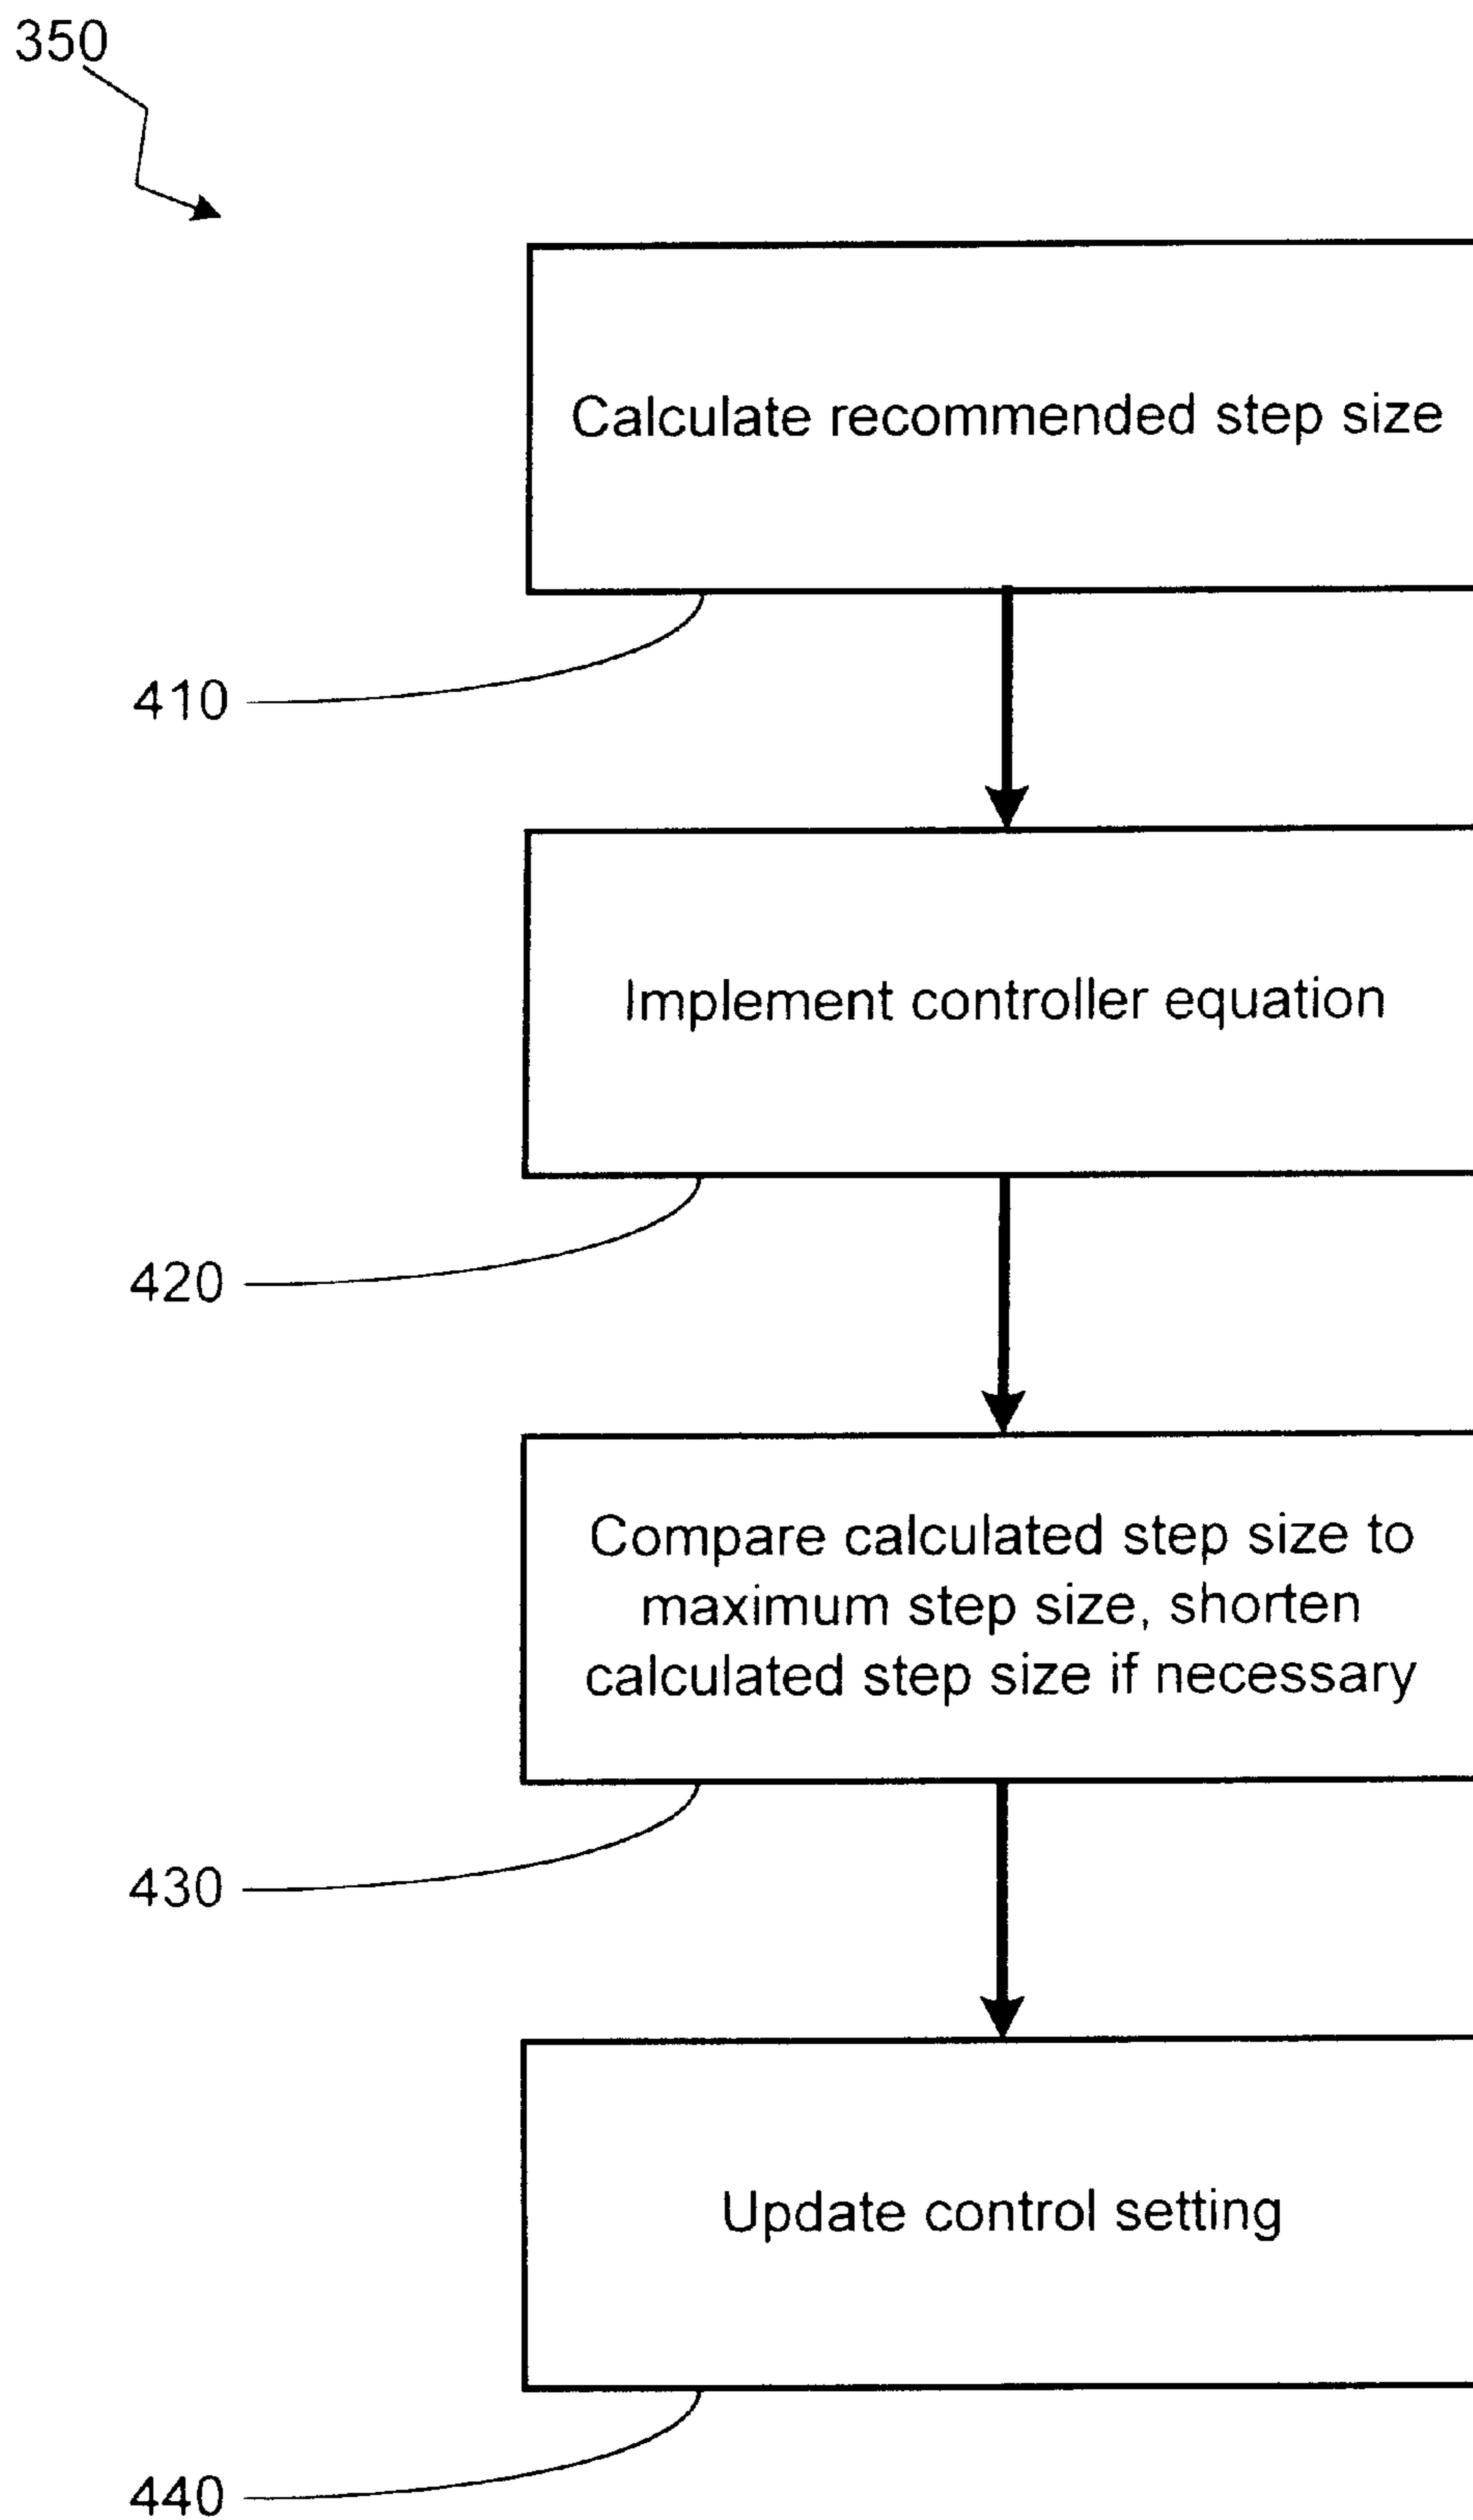 350
Calculate recommended step size
410
Implement controller equation
420
Compare calculated step size to
maximum step size, shorten
calculated step size if necessary
430
Update control setting
440